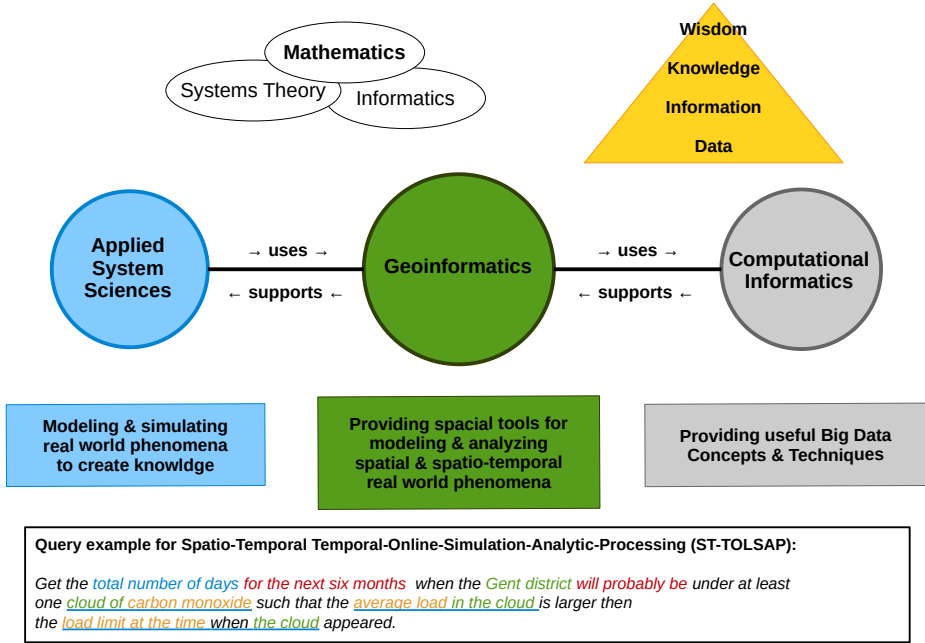 Mathematics
Systems Theory
Informatics
Wisdom
Knowledge
Information
Data
Applied
System
Sciences
→ uses →
← supports ←
Geoinformatics
→ uses →
← supports ←
Computational
Informatics
Modeling & simulating
real world phenomena
to create knowldge
Providing spacial tools for
modeling & analyzing
spatial & spatio-temporal
real world phenomena
Providing useful Big Data
Concepts & Techniques
Query example for Spatio-Temporal Temporal-Online-Simulation-Analytic-Processing (ST-TOLSAP):
Get the total number of days for the next six months when the Gent district will probably be under at least
one cloud of carbon monoxide such that the average load in the cloud is larger then
the load limit at the time when the cloud appeared.